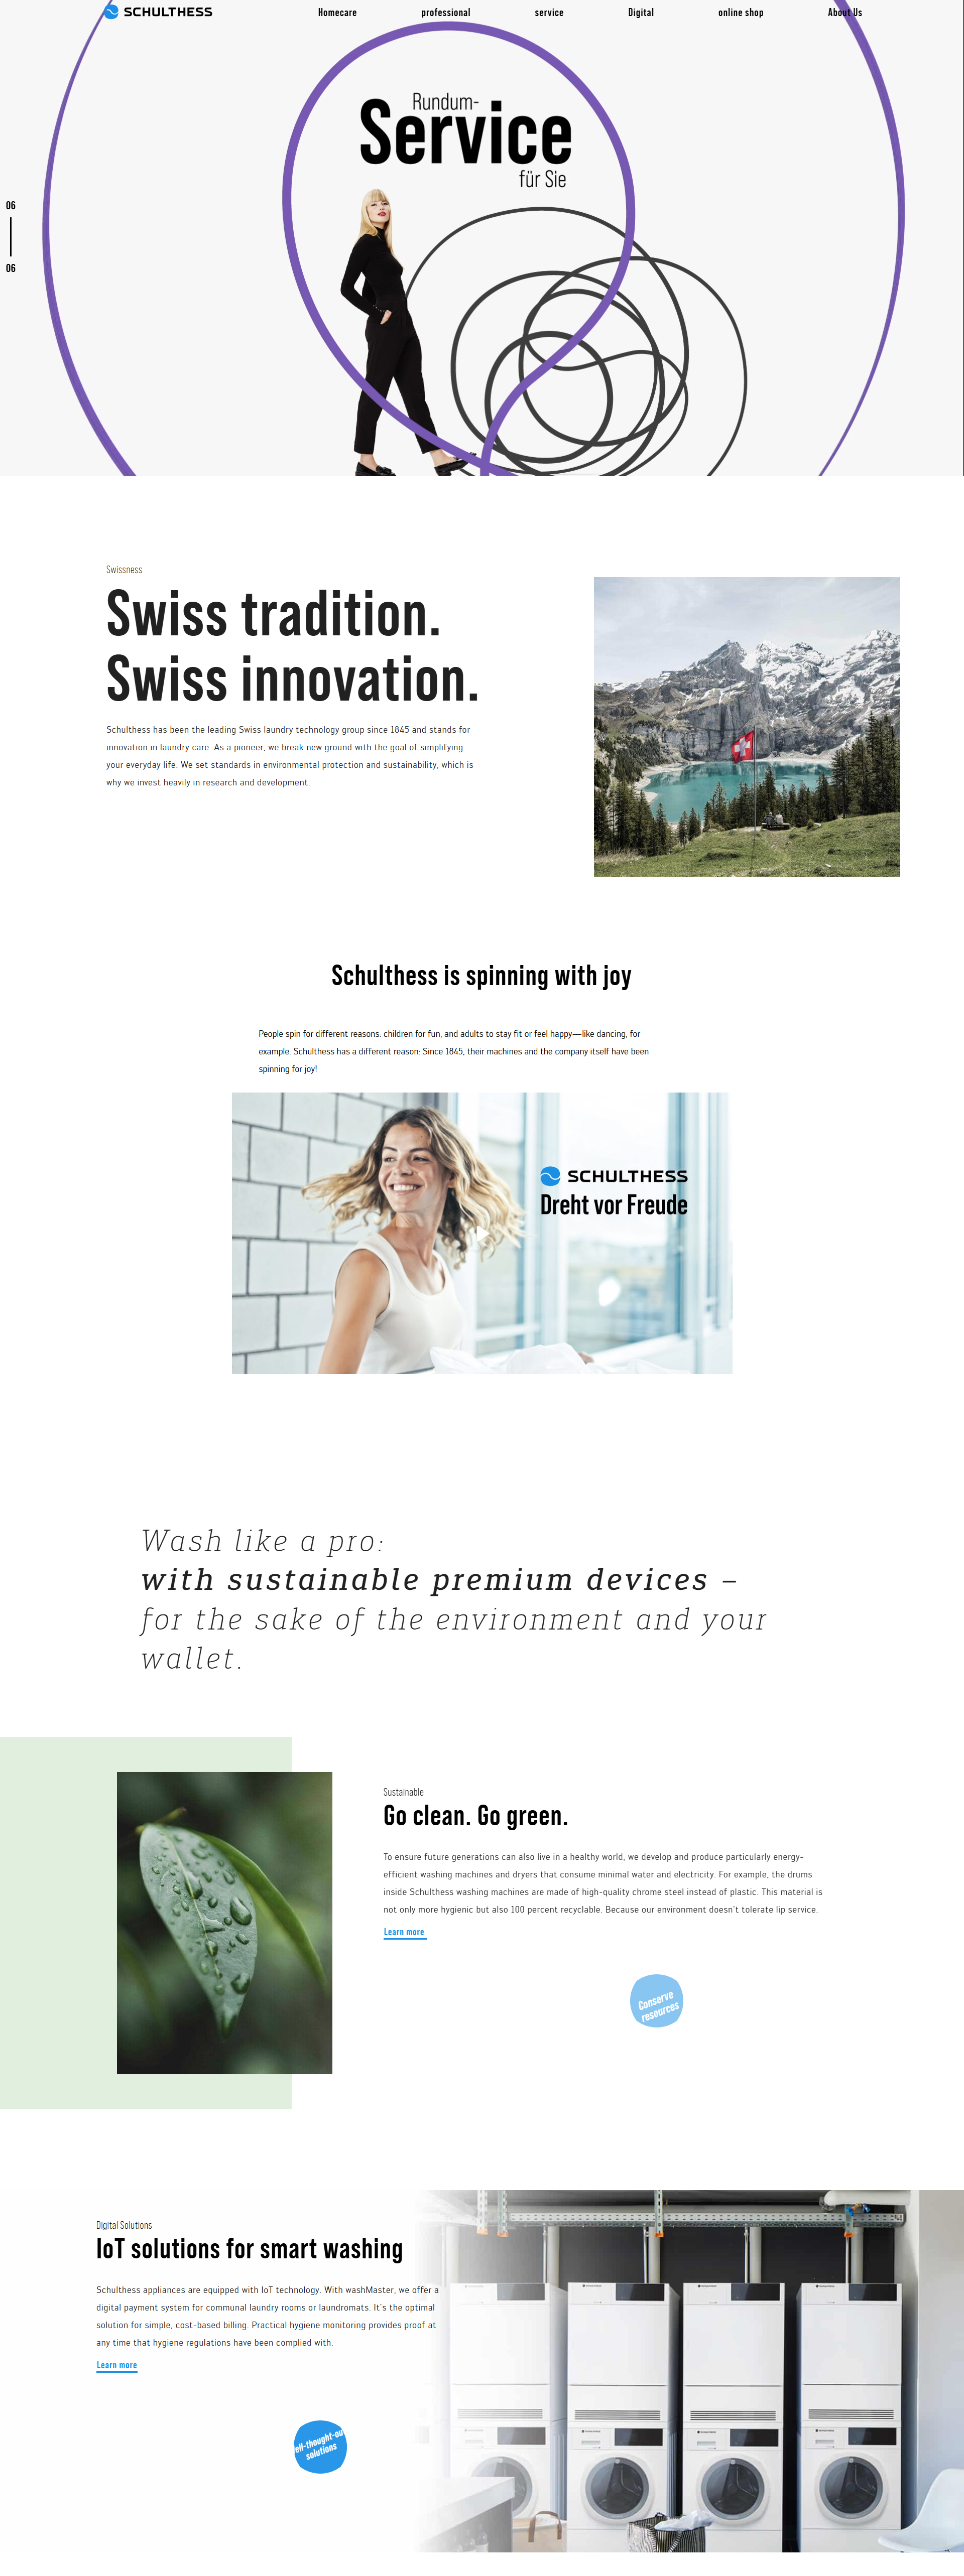 SCHULTHESS
Homecare
professional
service
Digital
online shop
About Us
Rundum-
Service
für Sie
06
06
Swissness
Swiss tradition.
Swiss innovation.
Schulthess has been the leading Swiss laundry technology group since 1845 and stands for
innovation in laundry care. As a pioneer, we break new ground with the goal of simplifying
your everyday life. We set standards in environmental protection and sustainability, which is
why we invest heavily in research and development.
Schulthess is spinning with joy
People spin for different reasons: children for fun, and adults to stay fit or feel happy—like dancing, for
example. Schulthess has a different reason: Since 1845, their machines and the company itself have been
spinning for joy!
SCHULTHESS
Dreht vor Freude
Wash like a pro:
with sustainable premium devices –
for the sake of the environment and your
wallet.
Sustainable
Go clean. Go green.
To ensure future generations can also live in a healthy world, we develop and produce particularly energy-
efficient washing machines and dryers that consume minimal water and electricity. For example, the drums
inside Schulthess washing machines are made of high-quality chrome steel instead of plastic. This material is
not only more hygienic but also 100 percent recyclable. Because our environment doesn't tolerate lip service.
Learn more
Conserve
resources
Digital Solutions
IoT solutions for smart washing
Schulthess appliances are equipped with IoT technology. With washMaster, we offer a
digital payment system for communal laundry rooms or laundromats. It's the optimal
solution for simple, cost-based billing. Practical hygiene monitoring provides proof at
any time that hygiene regulations have been complied with.
Learn more
ell-thought-ou
solutions